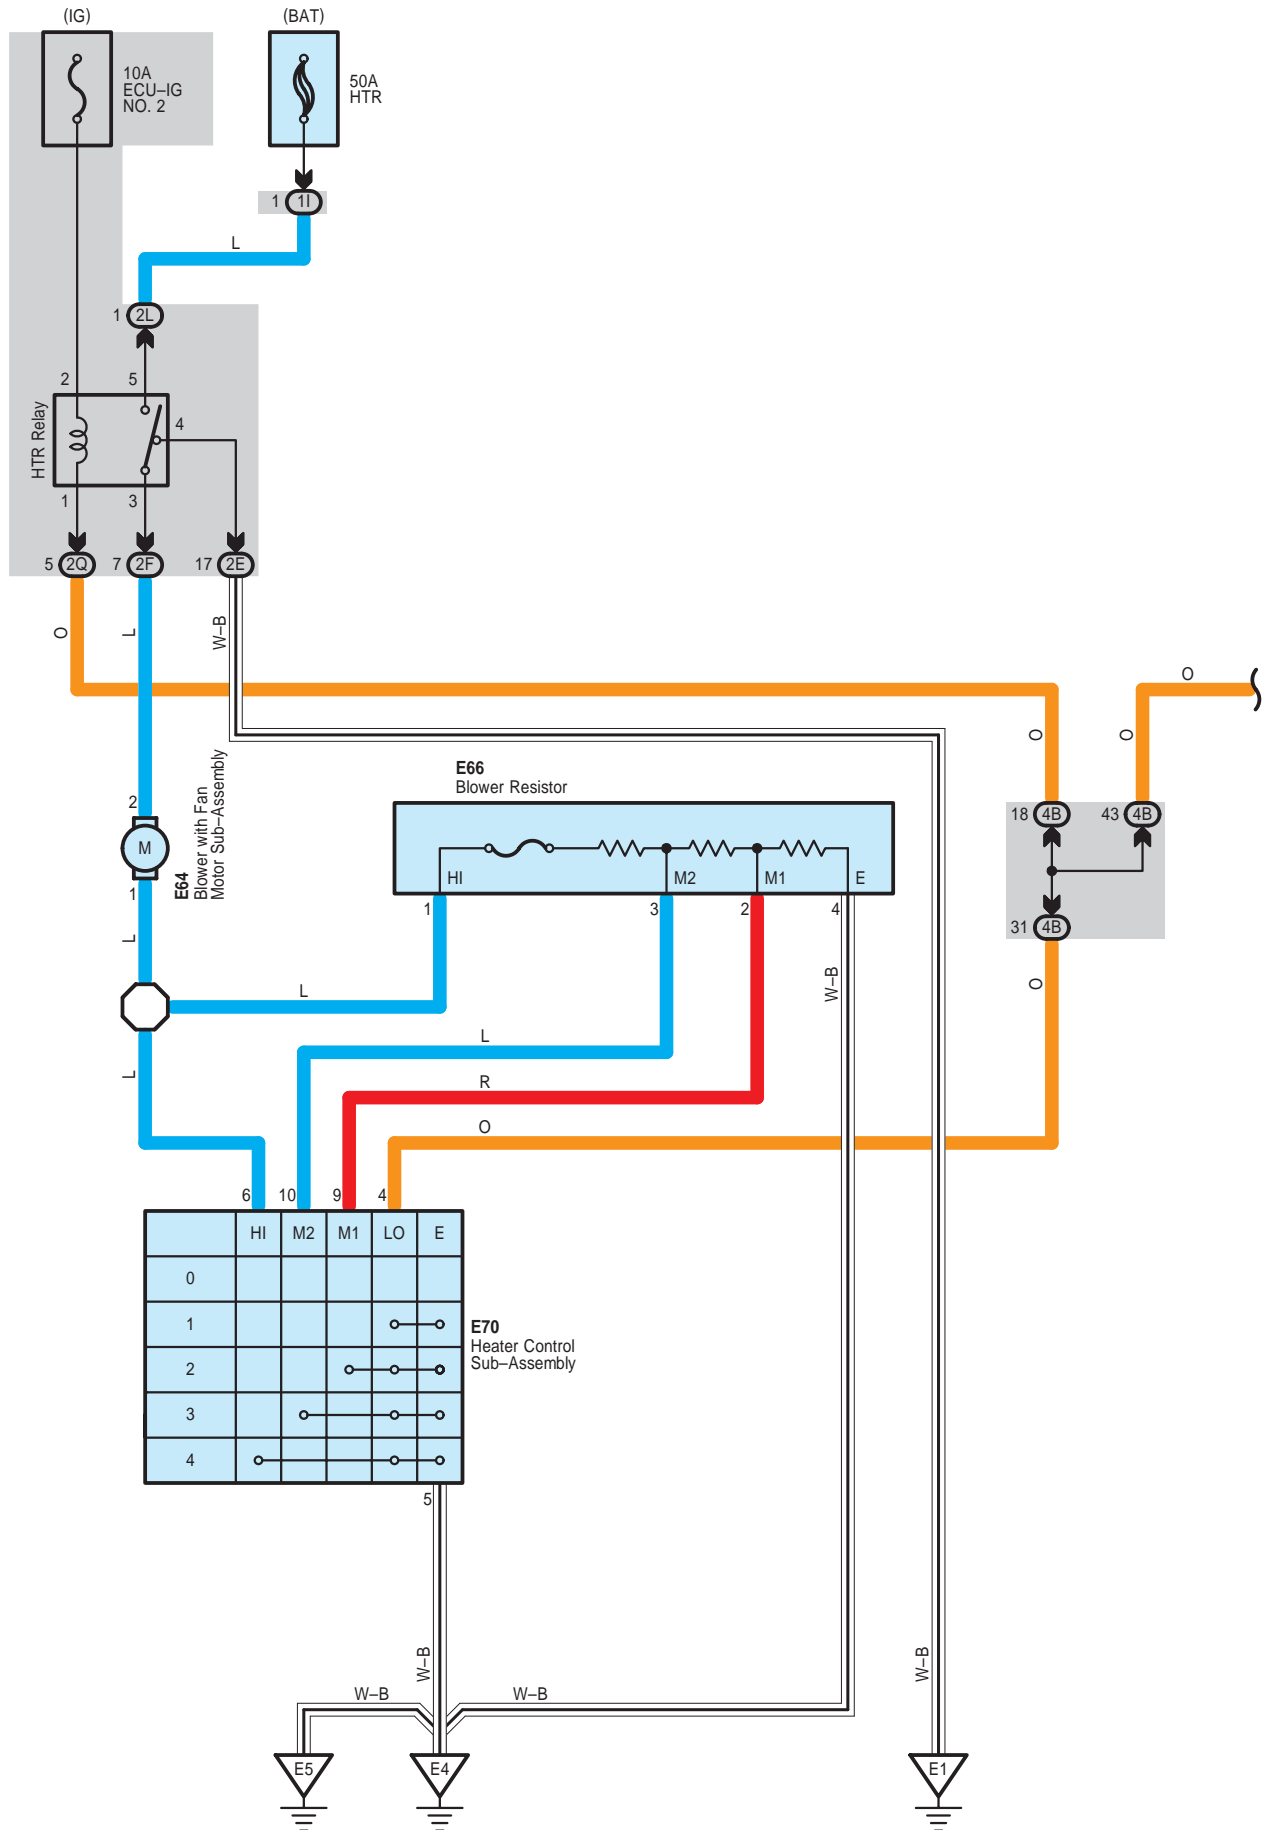 (IG)
(BAT)
10A
ECU–IG
NO. 2
50A
HTR
1
1I
L
1
2L
2
5
4
HTR Relay
1
3
5
2Q
7
2F
17
2E
O
L
W–B
O
O
O
E66
Blower Resistor
18
4B
43
4B
2
M
1
E64
Blower with Fan
Motor Sub–Assembly
HI
M2
M1
E
1
3
2
4
31
4B
L
W–B
O
L
L
L
R
O
6
10
9
4
HI
M2
M1
LO
E
0
1
2
3
4
E70
Heater Control
Sub–Assembly
5
W–B
W–B
W–B
W–B
E5
E4
E1